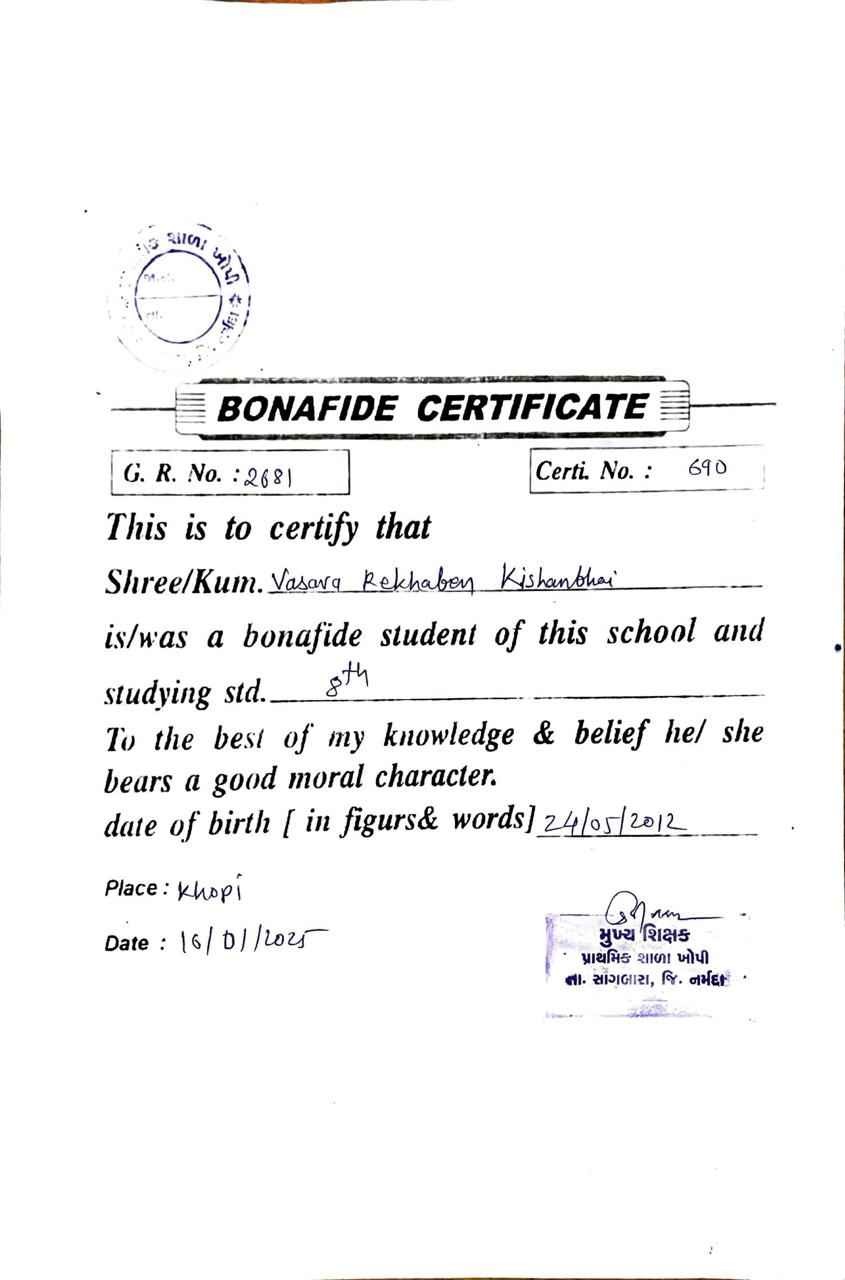 શાળા ખોપી
BONAFIDE CERTIFICATE
G. R. No. : 2681
Certi. No. : 690
This is to certify that
Shree/Kum. Vasava Rekhaben Kishanbhai
is/was a bonafide student of this school and
studying std. 8th
To the best of my knowledge & belief he/ she
bears a good moral character.
date of birth [ in figurs& words] 24/05/2012
Place : Khopi
Date : 16/01/2025
મુખ્ય શિક્ષક
પ્રાથમિક શાળા ખોપી
તા. સાગબારા, જિ. નર્મદા